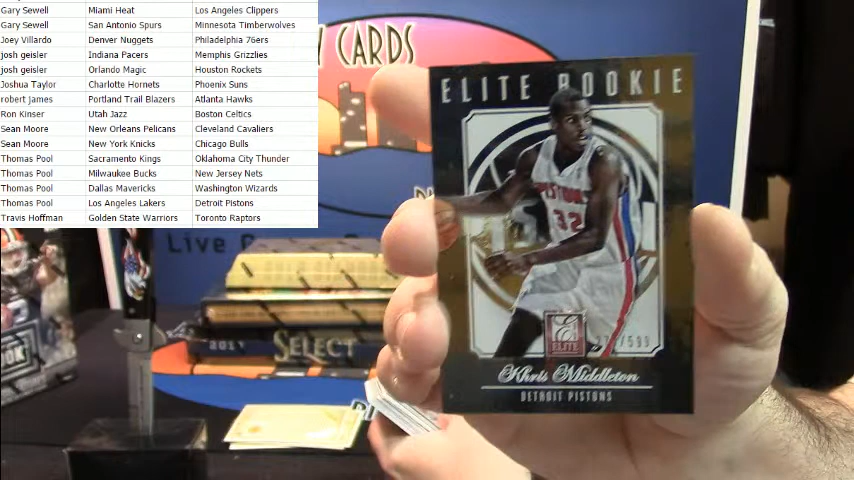 Gary Sewell Miami Heat Los Angeles Clippers
Gary Sewell San Antonio Spurs Minnesota Timberwolves
Joey Villardo Denver Nuggets Philadelphia 76ers
josh geisler Indiana Pacers Memphis Grizzlies
josh geisler Orlando Magic Houston Rockets
Joshua Taylor Charlotte Hornets Phoenix Suns
robert James Portland Trail Blazers Atlanta Hawks
Ron Kinser Utah Jazz Boston Celtics
Sean Moore New Orleans Pelicans Cleveland Cavaliers
Sean Moore New York Knicks Chicago Bulls
Thomas Pool Sacramento Kings Oklahoma City Thunder
Thomas Pool Milwaukee Bucks New Jersey Nets
Thomas Pool Dallas Mavericks Washington Wizards
Thomas Pool Los Angeles Lakers Detroit Pistons
Travis Hoffman Golden State Warriors Toronto Raptors
CARDS
Live
SELECT
ELITE ROOKIE
PISTONS
32
ELITE
/599
Khris Middleton
DETROIT PISTONS